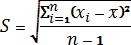 S = √(Σⁿᵢ₌₁(xᵢ − x̄)² / (n − 1))